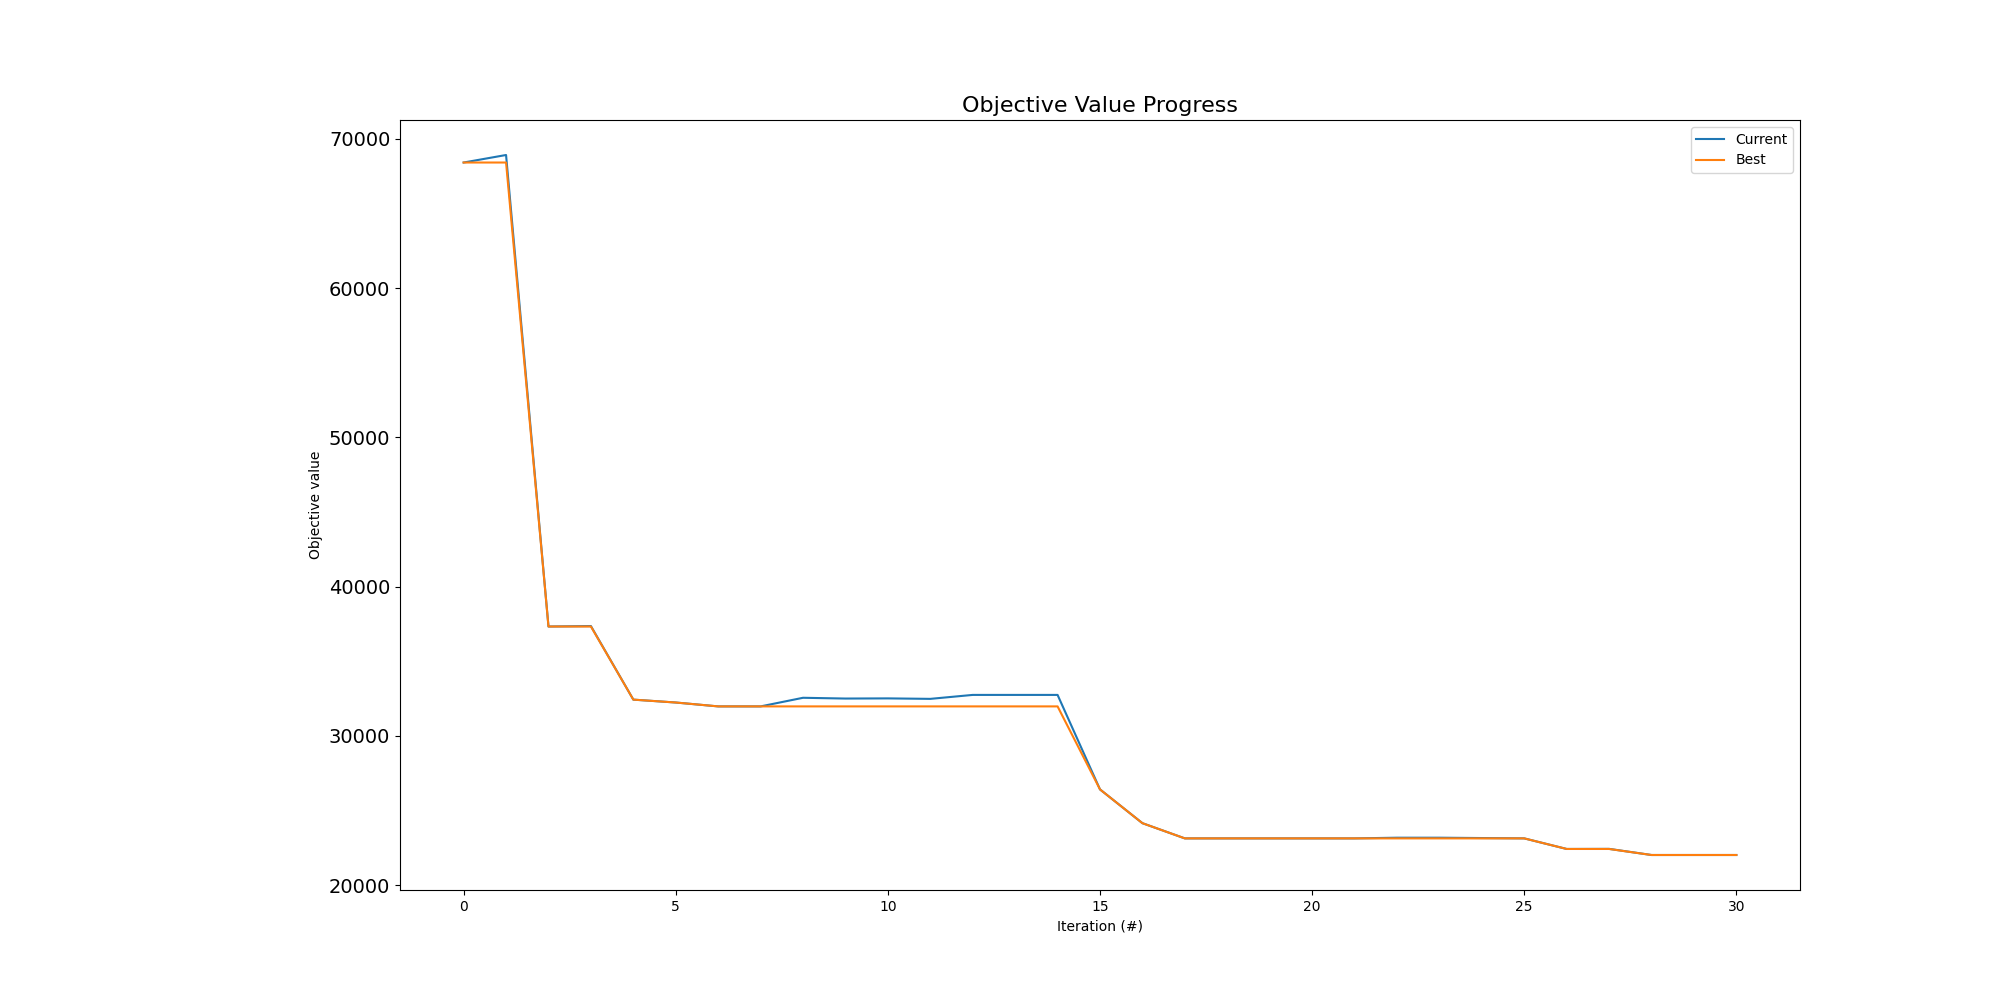 Objective Value Progress
70000
60000
50000
40000
30000
20000
Objective value
Current
Best
0 5 10 15 20 25 30
Iteration (#)